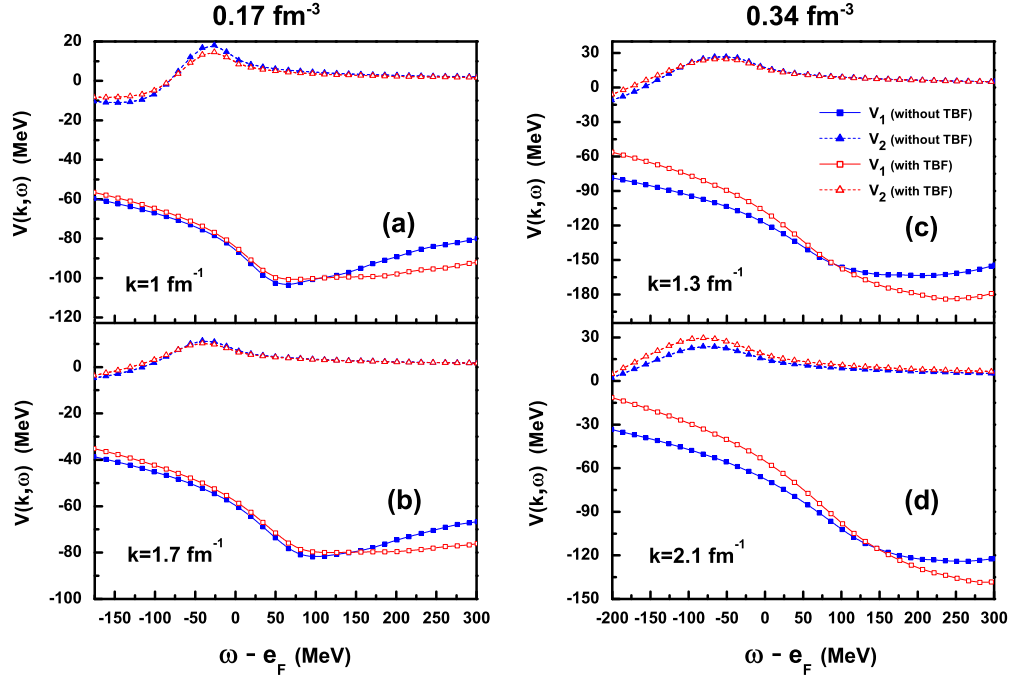 0.17 fm⁻³
0.34 fm⁻³
V(k,ω) (MeV)
20
0
-20
-40
-60
-80
-100
-120
(a)
k=1 fm⁻¹
V(k,ω) (MeV)
30
0
-30
-60
-90
-120
-150
-180
V₁ (without TBF)
V₂ (without TBF)
V₁ (with TBF)
V₂ (with TBF)
(c)
k=1.3 fm⁻¹
V(k,ω) (MeV)
0
-20
-40
-60
-80
-100
(b)
k=1.7 fm⁻¹
-150 -100 -50 0 50 100 150 200 250 300
ω - e_F (MeV)
V(k,ω) (MeV)
30
0
-30
-60
-90
-120
-150
(d)
k=2.1 fm⁻¹
-200 -150 -100 -50 0 50 100 150 200 250 300
ω - e_F (MeV)